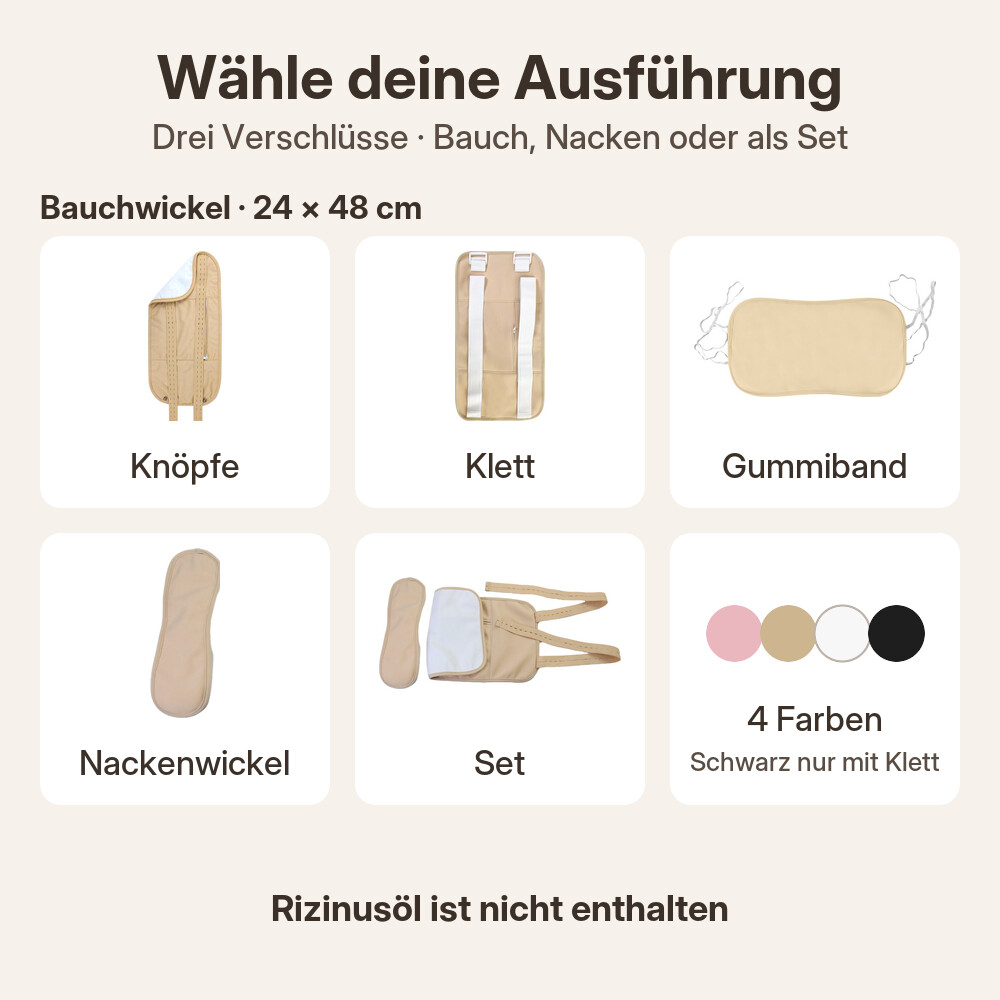 Wähle deine Ausführung
Drei Verschlüsse · Bauch, Nacken oder als Set
Bauchwickel · 24 × 48 cm
Knöpfe
Klett
Gummiband
Nackenwickel
Set
4 Farben
Schwarz nur mit Klett
Rizinusöl ist nicht enthalten